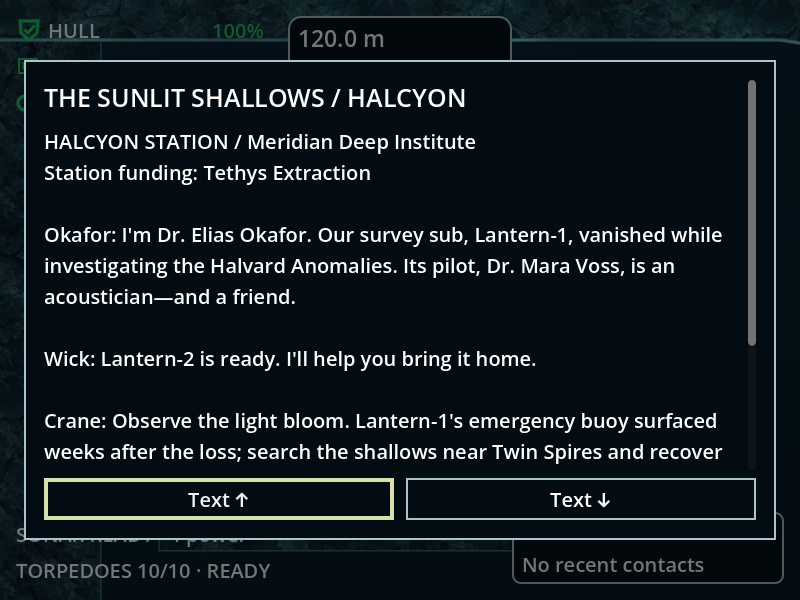 HULL 100%
120.0 m
THE SUNLIT SHALLOWS / HALCYON
HALCYON STATION / Meridian Deep Institute
Station funding: Tethys Extraction
Okafor: I'm Dr. Elias Okafor. Our survey sub, Lantern-1, vanished while
investigating the Halvard Anomalies. Its pilot, Dr. Mara Voss, is an
acoustician—and a friend.
Wick: Lantern-2 is ready. I'll help you bring it home.
Crane: Observe the light bloom. Lantern-1's emergency buoy surfaced
weeks after the loss; search the shallows near Twin Spires and recover
Text ↑
Text ↓
SONAR READY
TORPEDOES 10/10 · READY
No recent contacts